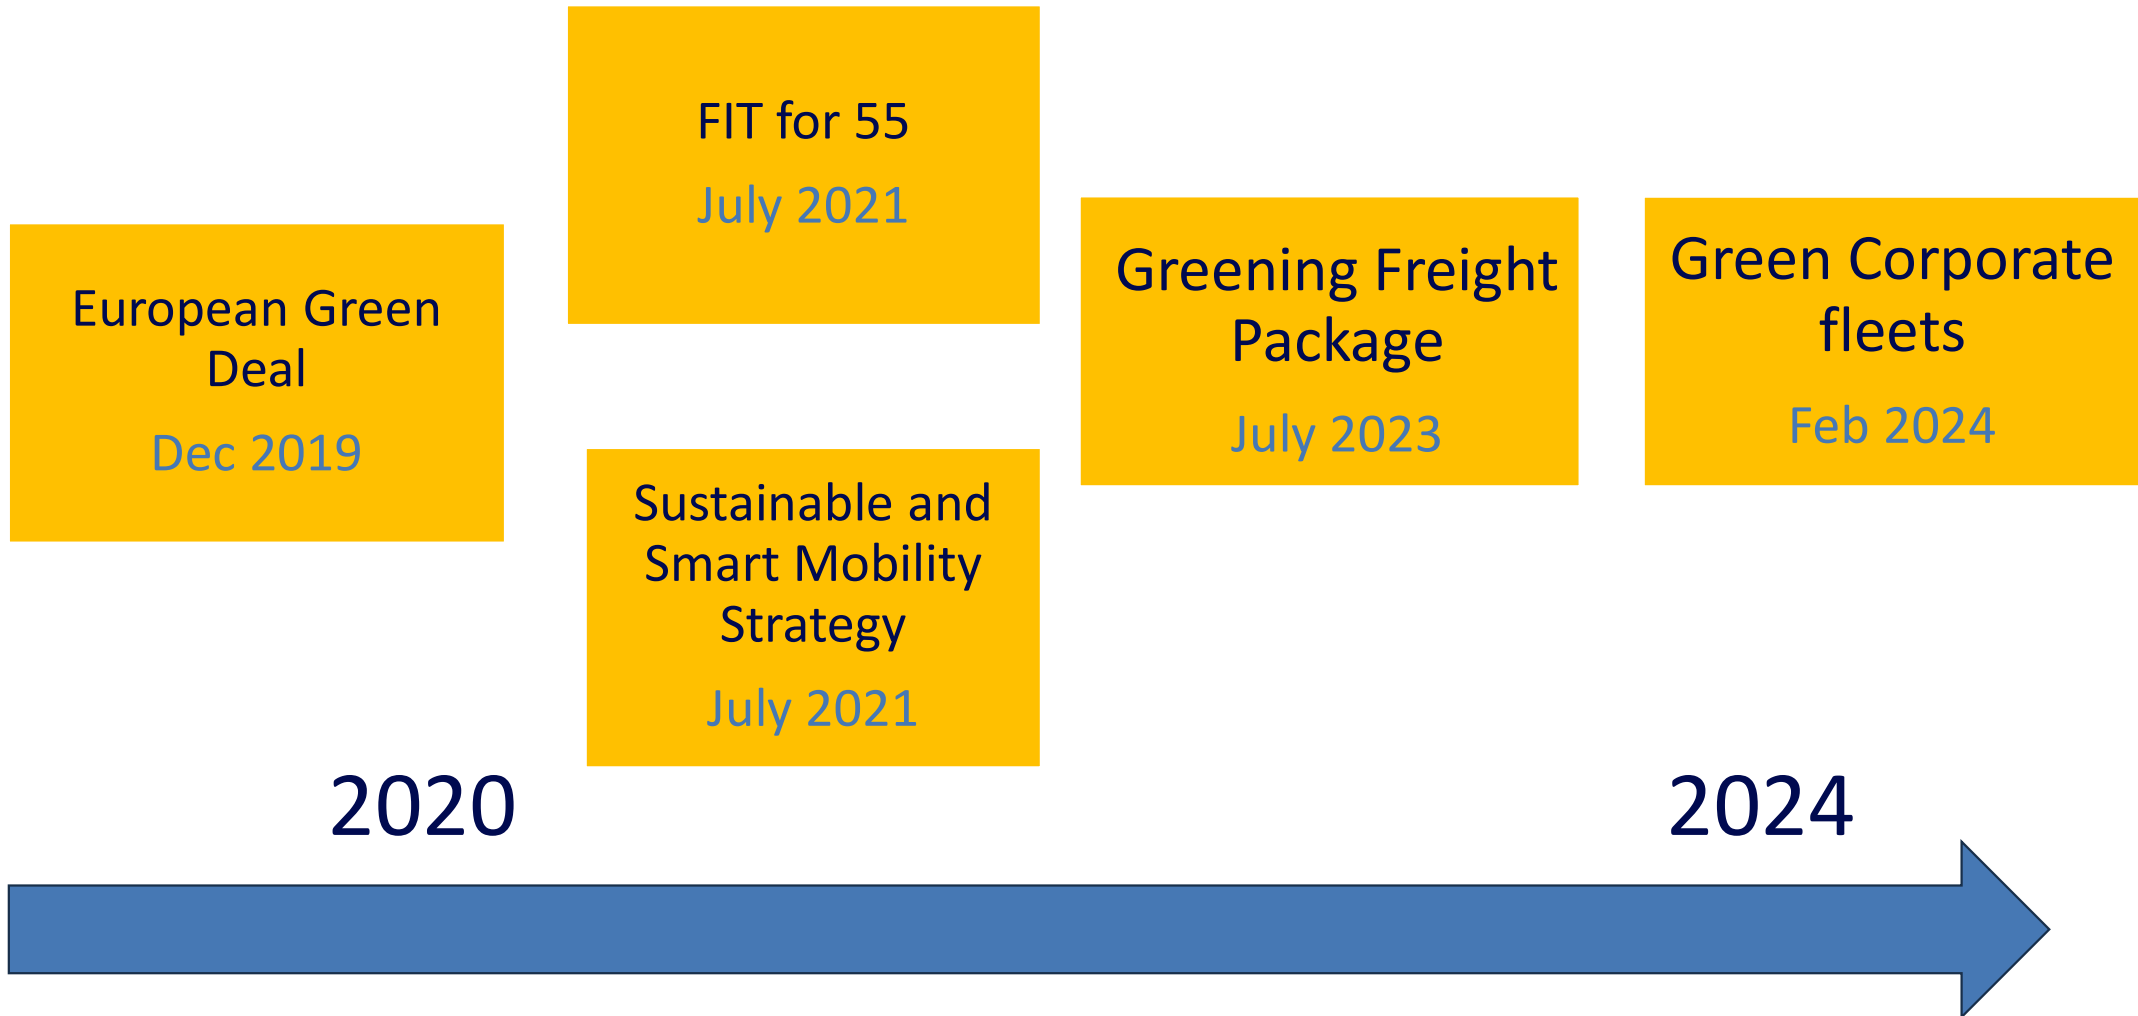 European Green
Deal
Dec 2019
FIT for 55
July 2021
Sustainable and
Smart Mobility
Strategy
July 2021
Greening Freight
Package
July 2023
Green Corporate
fleets
Feb 2024
2020
2024